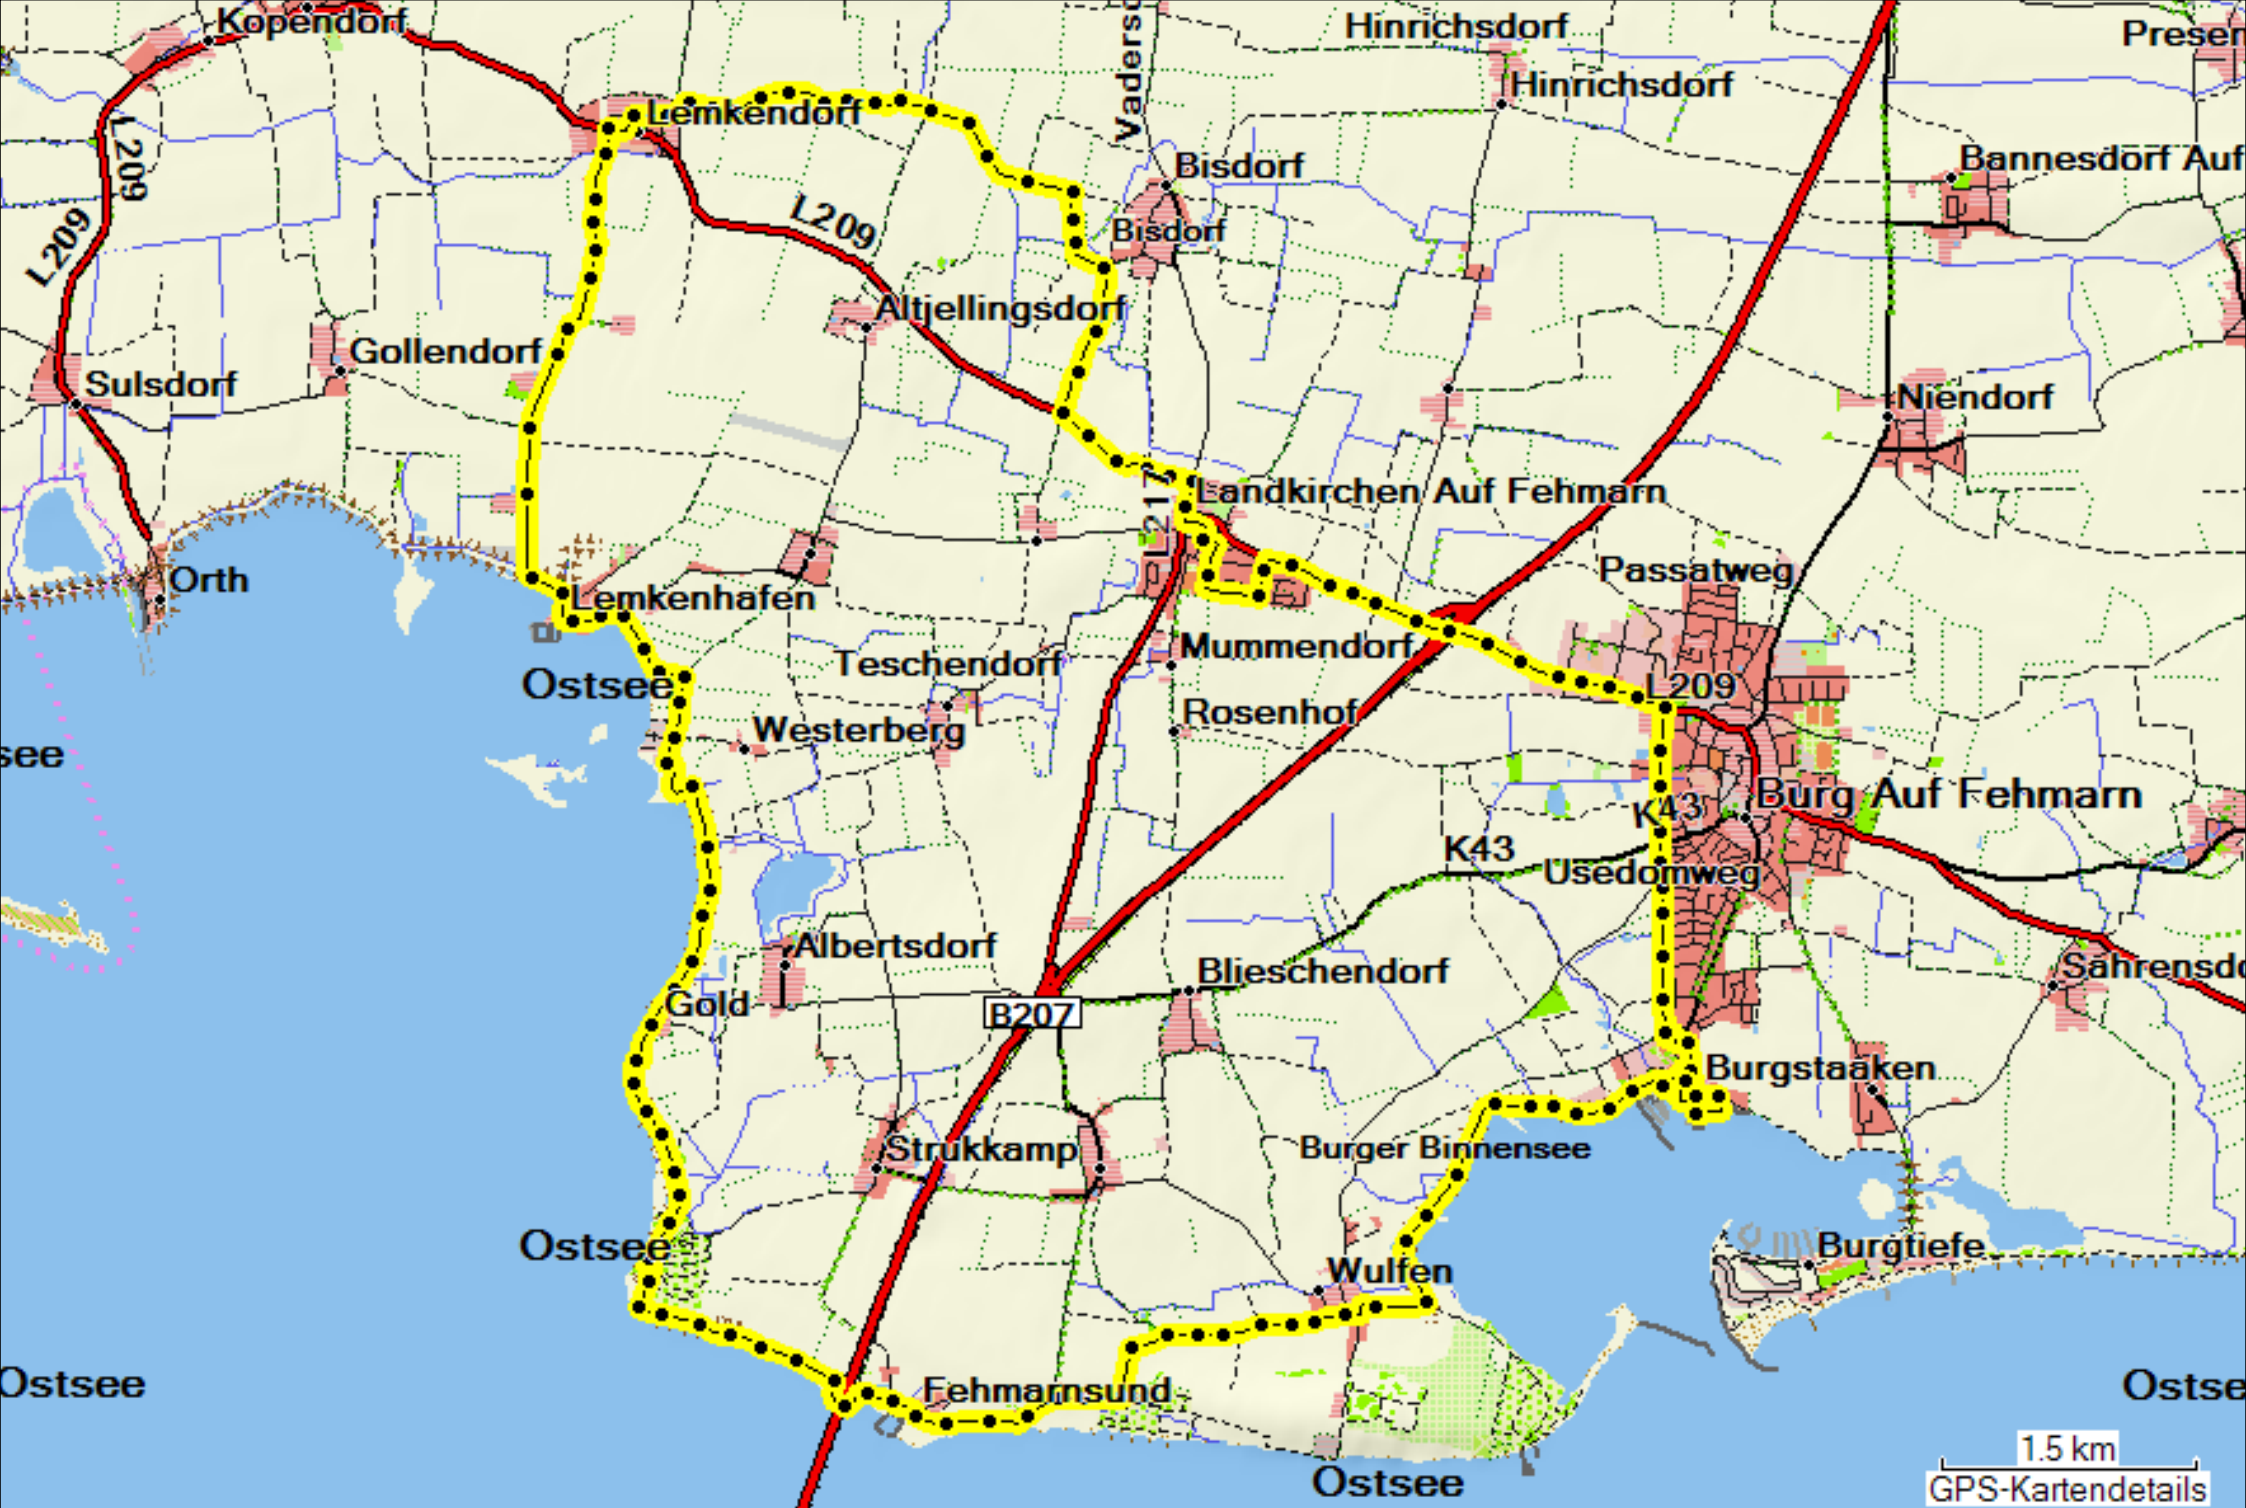 Kopendorf
Hinrichsdorf
Hinrichsdorf
Lemkendorf
L209
L209
L209
Bisdorf
Bisdorf
Bannesdorf Auf
Altjellingsdorf
Gollendorf
Sulsdorf
Niendorf
L217
Landkirchen Auf Fehmarn
Orth
Lemkenhafen
Passatweg
Mummendorf
Teschendorf
Ostsee
L209
Rosenhof
Westerberg
see
Burg Auf Fehmarn
K43
K43
Usedomweg
Albertsdorf
Blieschendorf
Gold
B207
Burgstaaken
Strukkamp
Burger Binnensee
Ostsee
Burgtiefe
Wulfen
Ostsee
Fehmarnsund
Ostse
Ostsee
1.5 km
GPS-Kartendetails